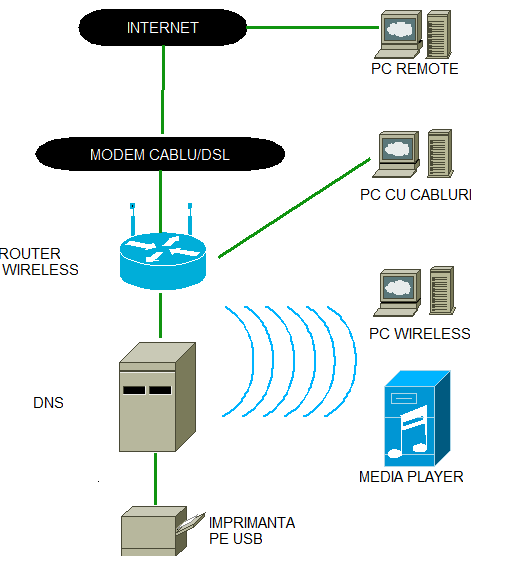 INTERNET
PC REMOTE
MODEM CABLU/DSL
PC CU CABLURI
ROUTER
WIRELESS
PC WIRELESS
DNS
MEDIA PLAYER
IMPRIMANTA
PE USB